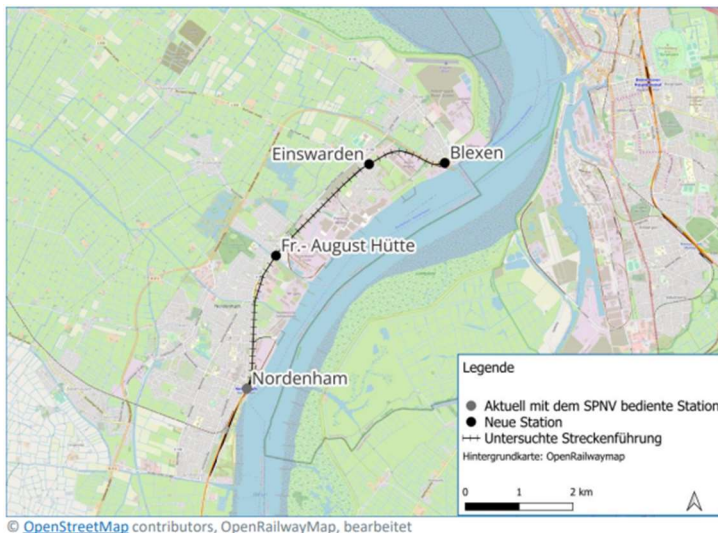 Einswarden
Blexen
Fr.- August Hütte
Nordenham
Legende
Aktuell mit dem SPNV bediente Station
Neue Station
Untersuchte Streckenführung
Hintergrundkarte: OpenRailwaymap
0 1 2 km
© OpenStreetMap contributors, OpenRailwayMap, bearbeitet